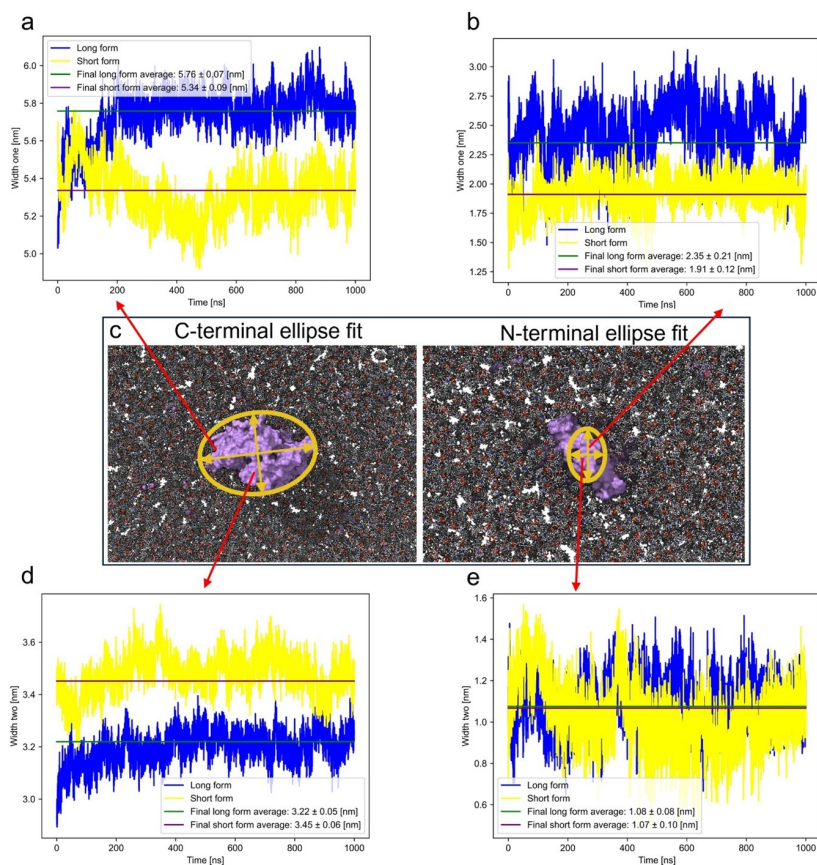 a
Width one [nm]
6.0
5.8
5.6
5.4
5.2
5.0
Long form
Short form
Final long form average: 5.76 ± 0.07 [nm]
Final short form average: 5.34 ± 0.09 [nm]
0
200
400
600
800
1000
Time [ns]
b
Width one [nm]
3.00
2.75
2.50
2.25
2.00
1.75
1.50
1.25
Long form
Short form
Final long form average: 2.35 ± 0.21 [nm]
Final short form average: 1.91 ± 0.12 [nm]
0
200
400
600
800
1000
Time [ns]
c
C-terminal ellipse fit
N-terminal ellipse fit
d
Width two [nm]
3.6
3.4
3.2
3.0
Long form
Short form
Final long form average: 3.22 ± 0.05 [nm]
Final short form average: 3.45 ± 0.06 [nm]
0
200
400
600
800
1000
Time [ns]
e
Width two [nm]
1.6
1.4
1.2
1.0
0.8
0.6
Long form
Short form
Final long form average: 1.08 ± 0.08 [nm]
Final short form average: 1.07 ± 0.10 [nm]
0
200
400
600
800
1000
Time [ns]